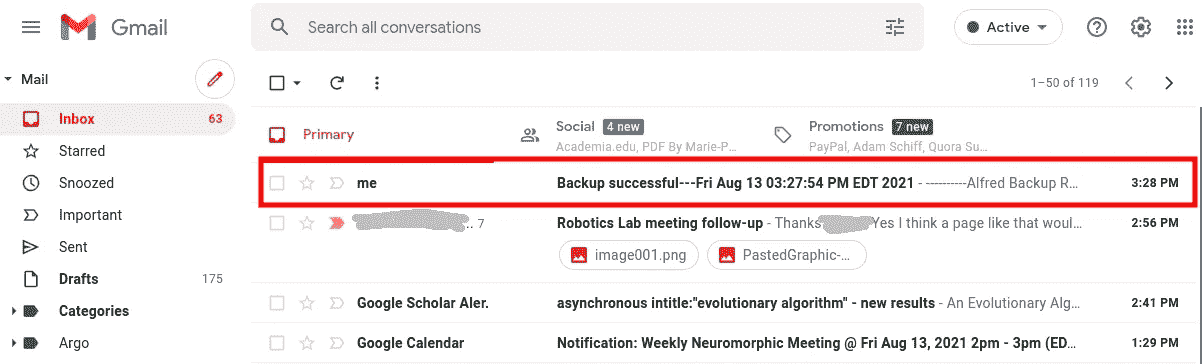 Gmail
Search all conversations
Active
Mail
1–50 of 119
Inbox 63
Primary
Social 4 new
Academia.edu, PDF By Marie-P...
Promotions 7 new
PayPal, Adam Schiff, Quora Su...
Starred
Snoozed
me Backup successful---Fri Aug 13 03:27:54 PM EDT 2021 - ----------Alfred Backup R... 3:28 PM
Important
.. 7 Robotics Lab meeting follow-up - Thanks Yes I think a page like that woul... 2:56 PM
Sent
image001.png PastedGraphic-...
Drafts 175
Google Scholar Aler. asynchronous intitle:"evolutionary algorithm" - new results - An Evolutionary Alg... 2:41 PM
Categories
Argo
Google Calendar Notification: Weekly Neuromorphic Meeting @ Fri Aug 13, 2021 2pm - 3pm (ED... 1:29 PM